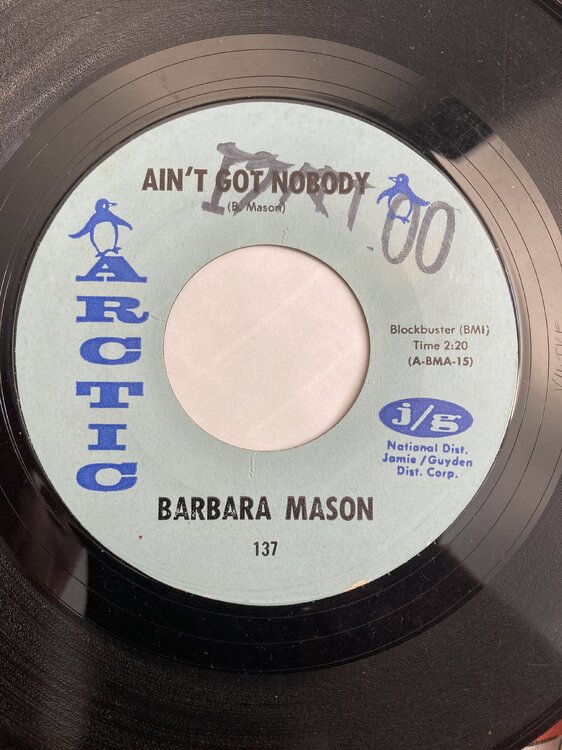 AIN'T GOT NOBODY
(B. Mason)
.00
ARCTIC
Blockbuster (BMI)
Time 2:20
(A-BMA-15)
j/g
National Dist.
Jamie/Guyden
Dist. Corp.
BARBARA MASON
137